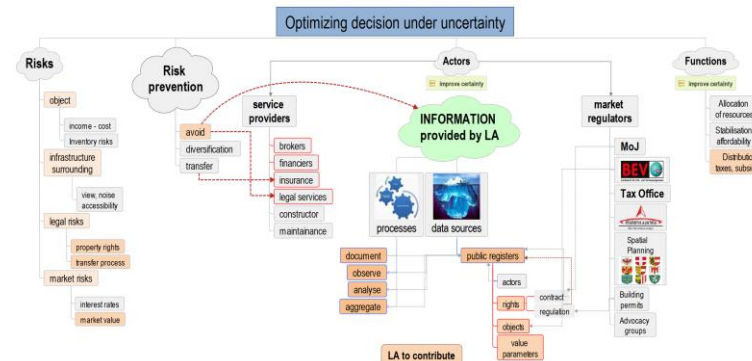 Optimizing decision under uncertainty
Risks
object
income - cost
Inventory risks
infrastructure
surrounding
view, noise
accessibility
legal risks
property rights
transfer process
market risks
interest rates
market value
Risk
prevention
avoid
diversification
transfer
Actors
Improve certainty
service
providers
brokers
financiers
insurance
legal services
constructor
maintainance
INFORMATION
provided by LA
processes
data sources
document
observe
analyse
aggregate
public registers
actors
rights
contract
regulation
objects
value
parameters
LA to contribute
market
regulators
MoJ
BEV
Tax Office
Spatial
Planning
Building
permits
Advocacy
groups
Functions
Improve certainty
Allocation
of resources
Stabilisation
affordability
taxes, subsi